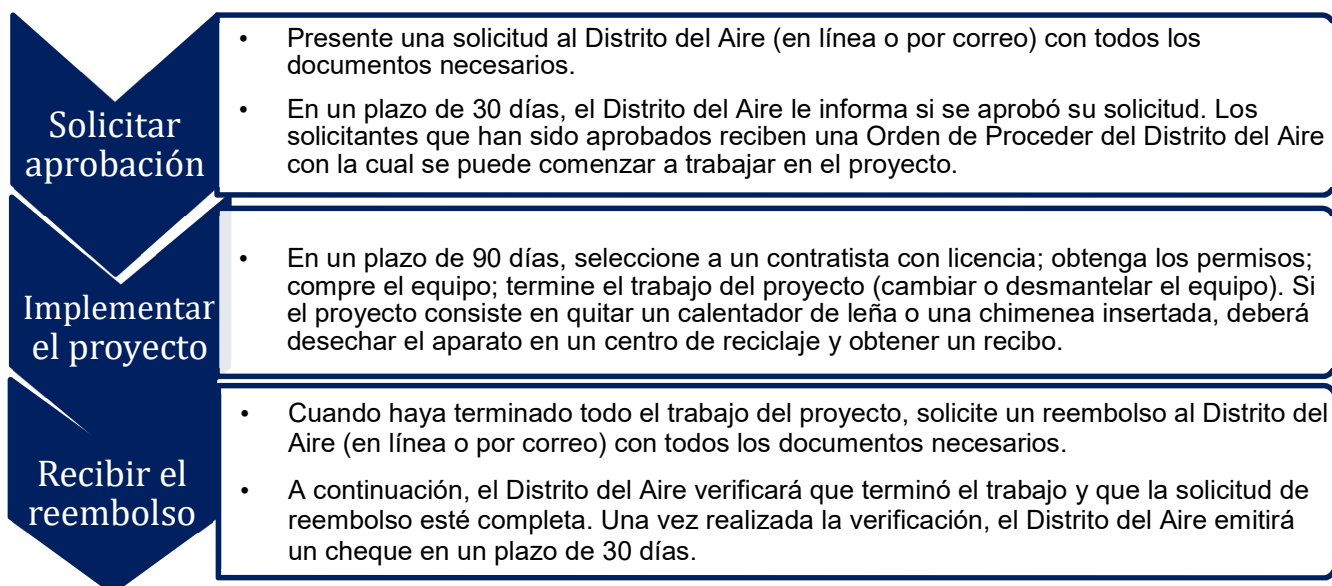 Solicitar
aprobación
• Presente una solicitud al Distrito del Aire (en línea o por correo) con todos los
documentos necesarios.
• En un plazo de 30 días, el Distrito del Aire le informa si se aprobó su solicitud. Los
solicitantes que han sido aprobados reciben una Orden de Proceder del Distrito del Aire
con la cual se puede comenzar a trabajar en el proyecto.
Implementar
el proyecto
• En un plazo de 90 días, seleccione a un contratista con licencia; obtenga los permisos;
compre el equipo; termine el trabajo del proyecto (cambiar o desmantelar el equipo). Si
el proyecto consiste en quitar un calentador de leña o una chimenea insertada, deberá
desechar el aparato en un centro de reciclaje y obtener un recibo.
Recibir el
reembolso
• Cuando haya terminado todo el trabajo del proyecto, solicite un reembolso al Distrito del
Aire (en línea o por correo) con todos los documentos necesarios.
• A continuación, el Distrito del Aire verificará que terminó el trabajo y que la solicitud de
reembolso esté completa. Una vez realizada la verificación, el Distrito del Aire emitirá
un cheque en un plazo de 30 días.